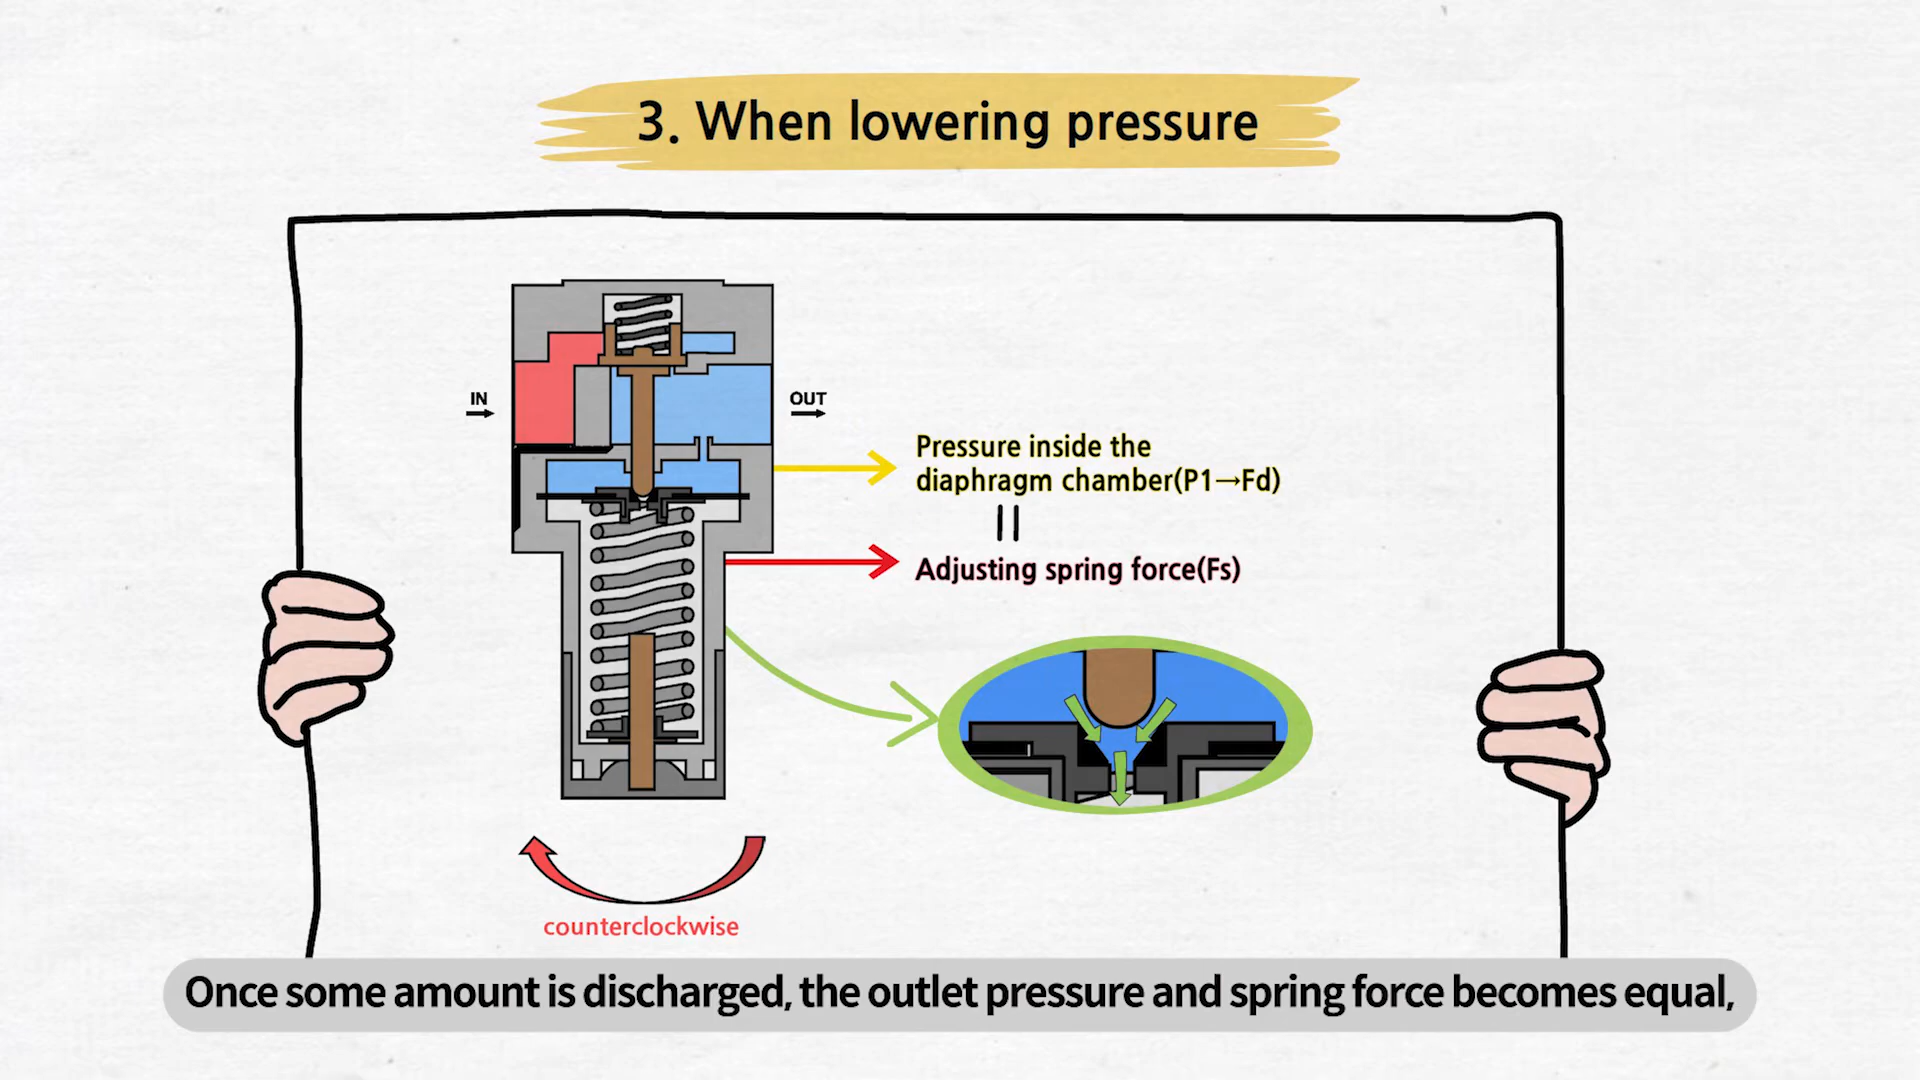 3. When lowering pressure
IN
OUT
Pressure inside the
diaphragm chamber(P1→Fd)
=
Adjusting spring force(Fs)
counterclockwise
Once some amount is discharged, the outlet pressure and spring force becomes equal,